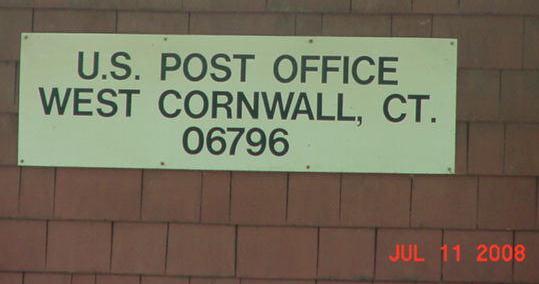 U.S. POST OFFICE
WEST CORNWALL, CT.
06796
JUL 11 2008